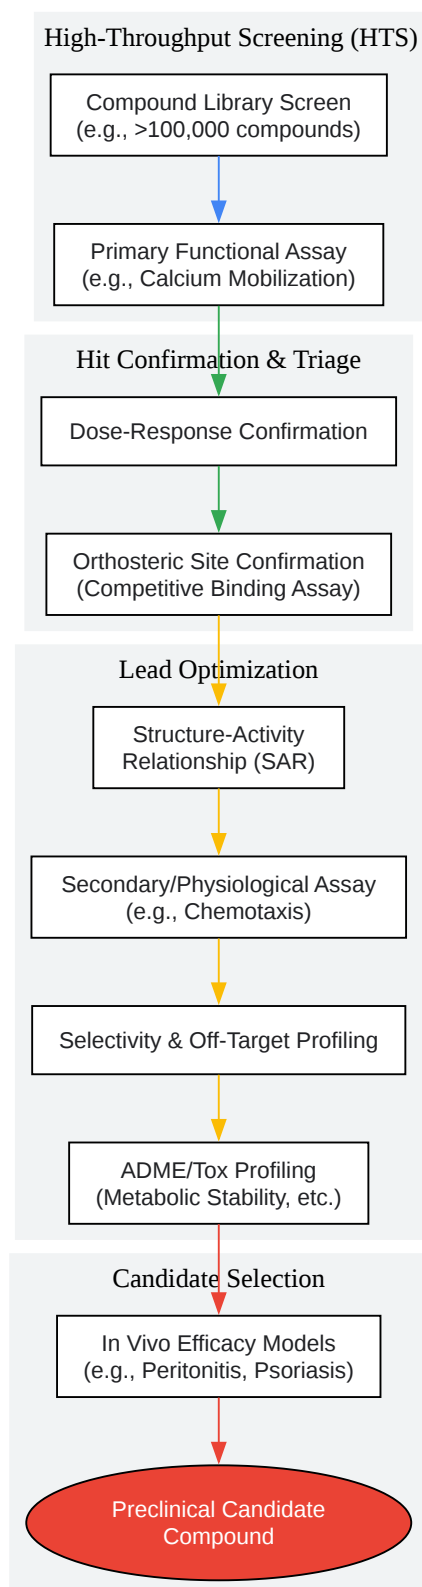 High-Throughput Screening (HTS)
Compound Library Screen
(e.g., >100,000 compounds)
Primary Functional Assay
(e.g., Calcium Mobilization)
Hit Confirmation & Triage
Dose-Response Confirmation
Orthosteric Site Confirmation
(Competitive Binding Assay)
Lead Optimization
Structure-Activity
Relationship (SAR)
Secondary/Physiological Assay
(e.g., Chemotaxis)
Selectivity & Off-Target Profiling
ADME/Tox Profiling
(Metabolic Stability, etc.)
Candidate Selection
In Vivo Efficacy Models
(e.g., Peritonitis, Psoriasis)
Preclinical Candidate
Compound